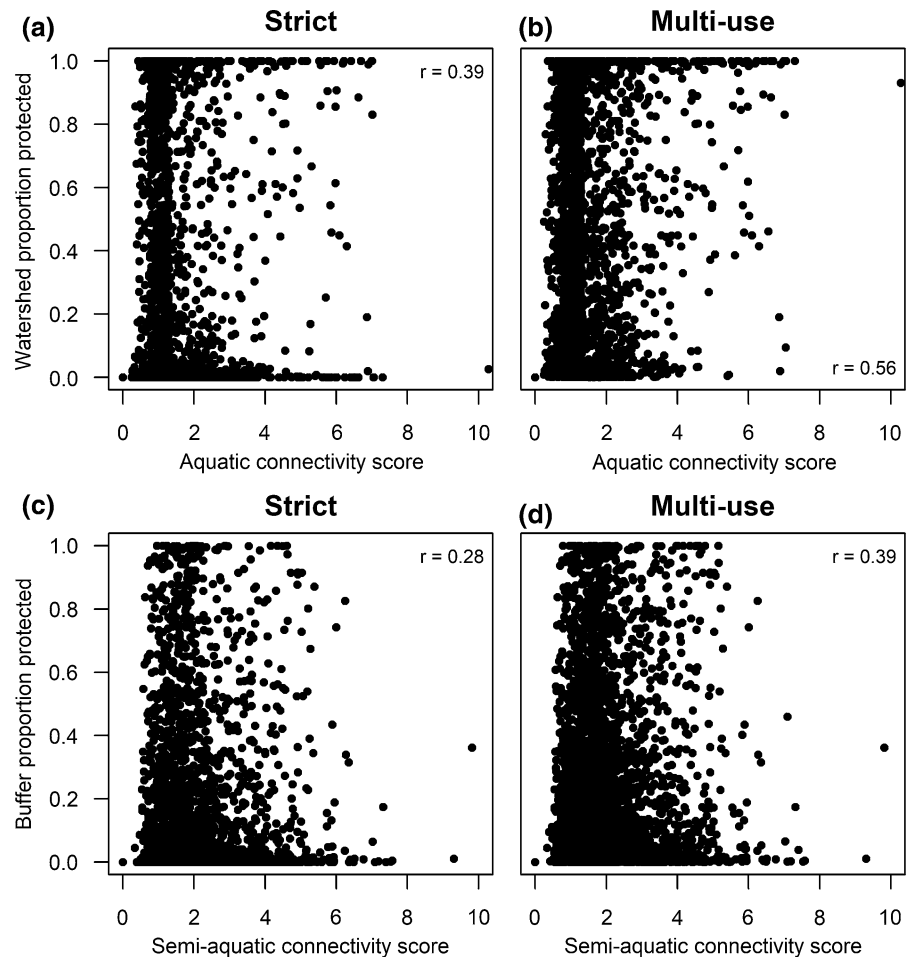 (a) Strict
(b) Multi-use
Watershed proportion protected
1.0
0.8
0.6
0.4
0.2
0.0
r = 0.39
r = 0.56
0 2 4 6 8 10
Aquatic connectivity score
0 2 4 6 8 10
Aquatic connectivity score
(c) Strict
(d) Multi-use
Buffer proportion protected
1.0
0.8
0.6
0.4
0.2
0.0
r = 0.28
r = 0.39
0 2 4 6 8 10
Semi-aquatic connectivity score
0 2 4 6 8 10
Semi-aquatic connectivity score